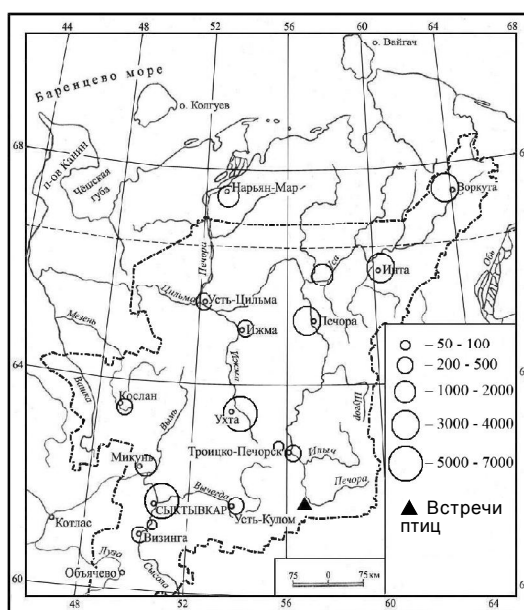 44 48 52 56 60 64 68
о. Вайгач
Баренцево море
о. Колгуев
68
п-ов Канин
Чёшская
губа
Нарьян-Мар
Воркута
Печора
Уса
Инта
Обь
Цильма
Усть-Цильма
Мезень
Ижма
Печора
Ижма
64
Вашка
Кослан
Вымь
Ухта
Щугор
Троицко-Печорск
Илыч
Микунь
Печора
Вычегда
СЫКТЫВКАР
Усть-Кулом
Котлас
Визинга
Луза
Объячево
Сысола
60
48 52 56 60
75 0 75 км
– 50 - 100
– 200 - 500
– 1000 - 2000
– 3000 - 4000
– 5000 - 7000
Встречи
птиц